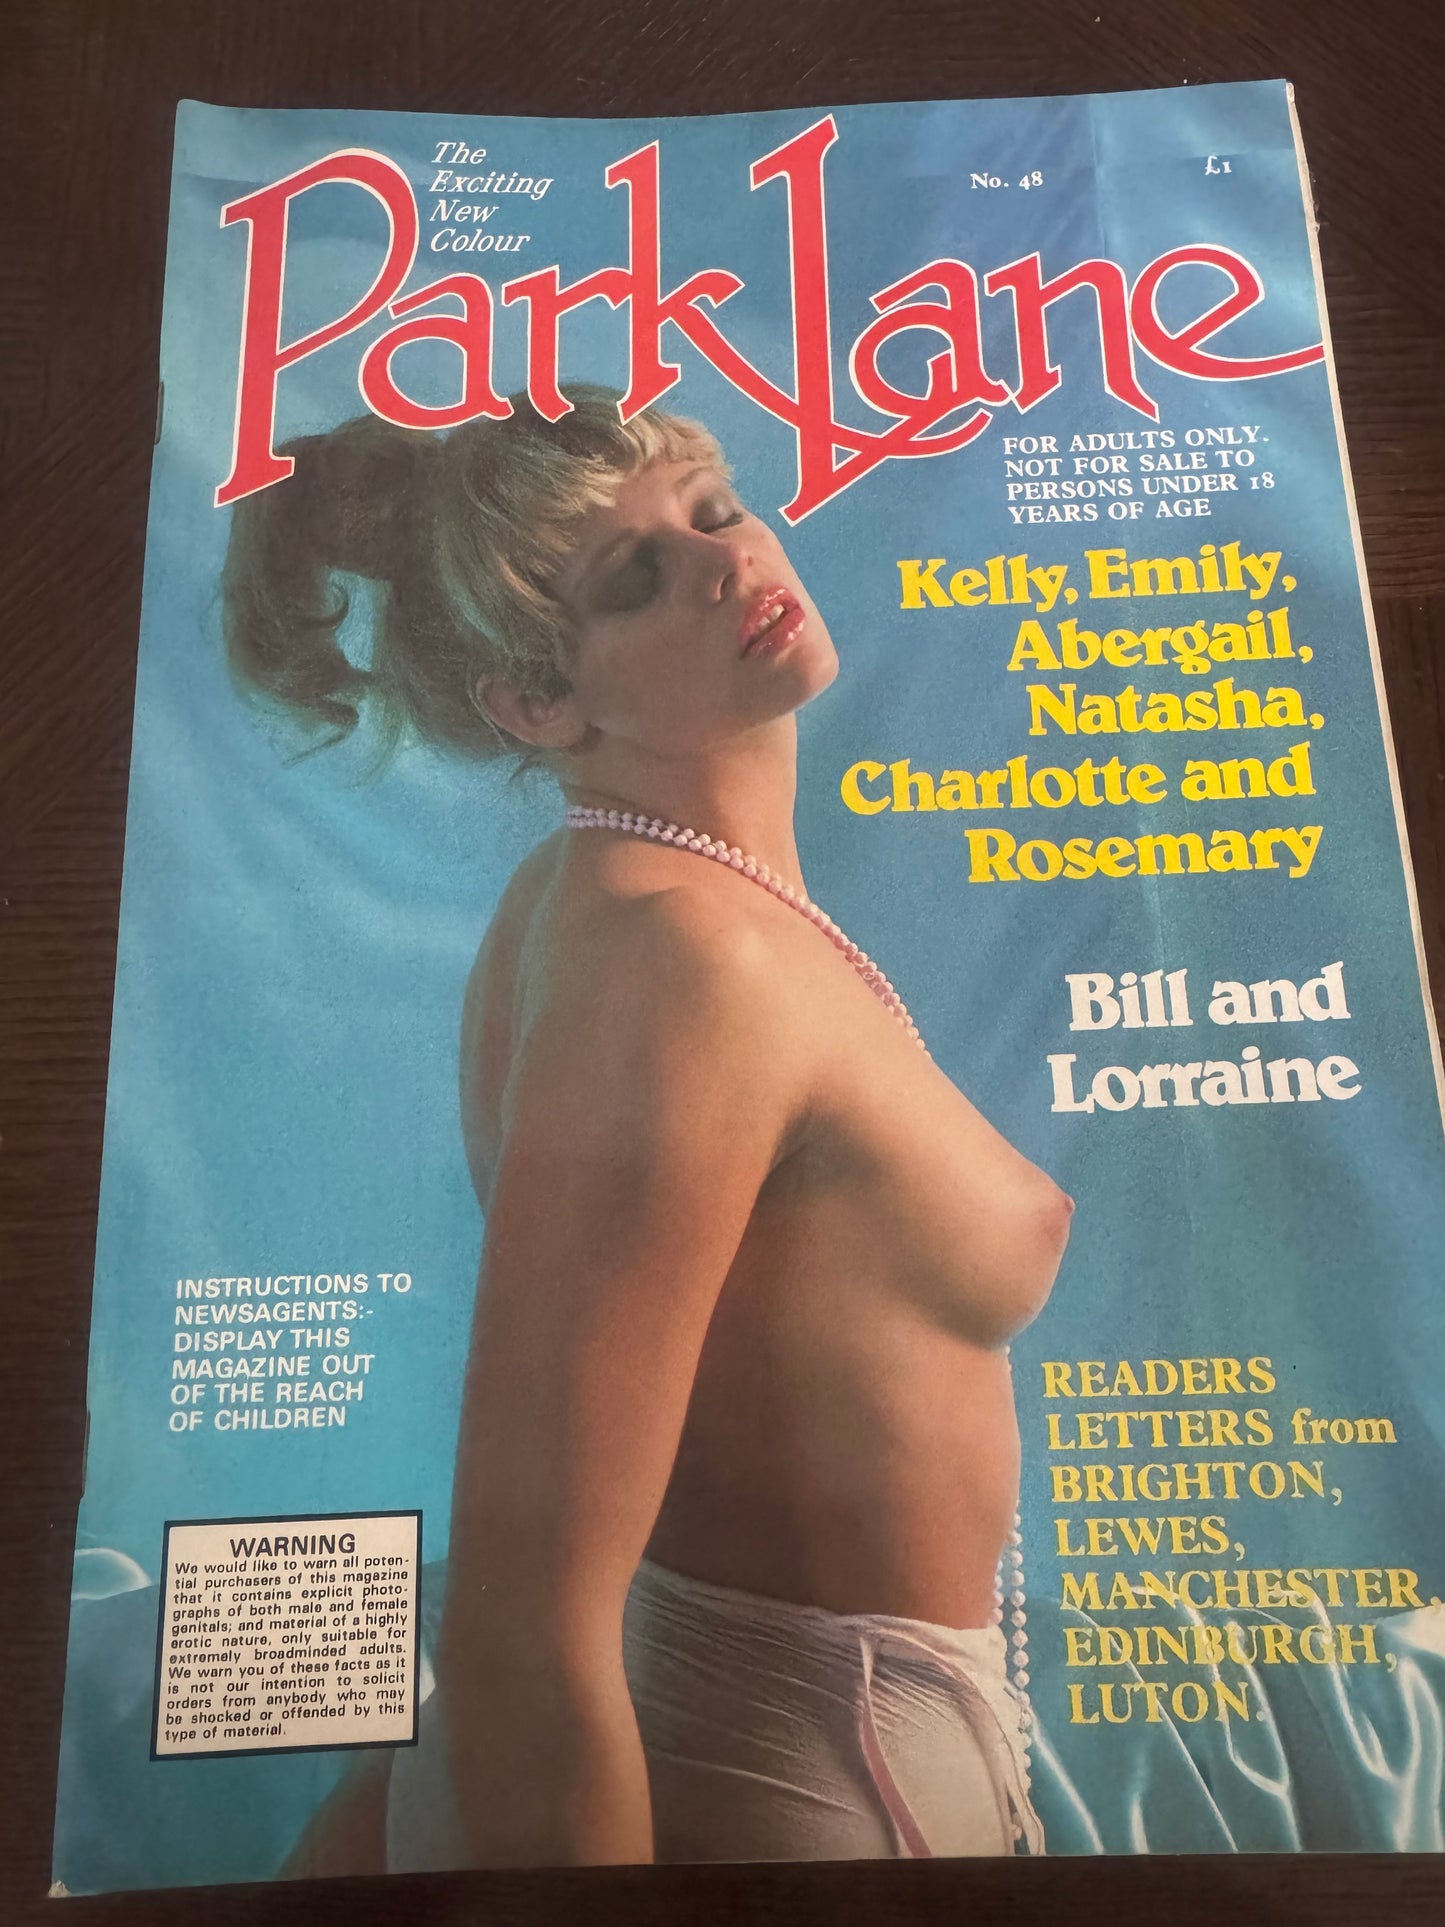 The
Exciting
New
Colour
Park Lane
No. 48
£1
FOR ADULTS ONLY.
NOT FOR SALE TO
PERSONS UNDER 18
YEARS OF AGE
Kelly, Emily,
Abergail,
Natasha,
Charlotte and
Rosemary
Bill and
Lorraine
INSTRUCTIONS TO
NEWSAGENTS:-
DISPLAY THIS
MAGAZINE OUT
OF THE REACH
OF CHILDREN
READERS
LETTERS from
BRIGHTON,
LEWES,
MANCHESTER,
EDINBURGH,
LUTON.
WARNING
We would like to warn all poten-
tial purchasers of this magazine
that it contains explicit photo-
graphs of both male and female
genitals; and material of a highly
erotic nature, only suitable for
extremely broadminded adults.
We warn you of these facts as it
is not our intention to solicit
orders from anybody who may
be shocked or offended by this
type of material.